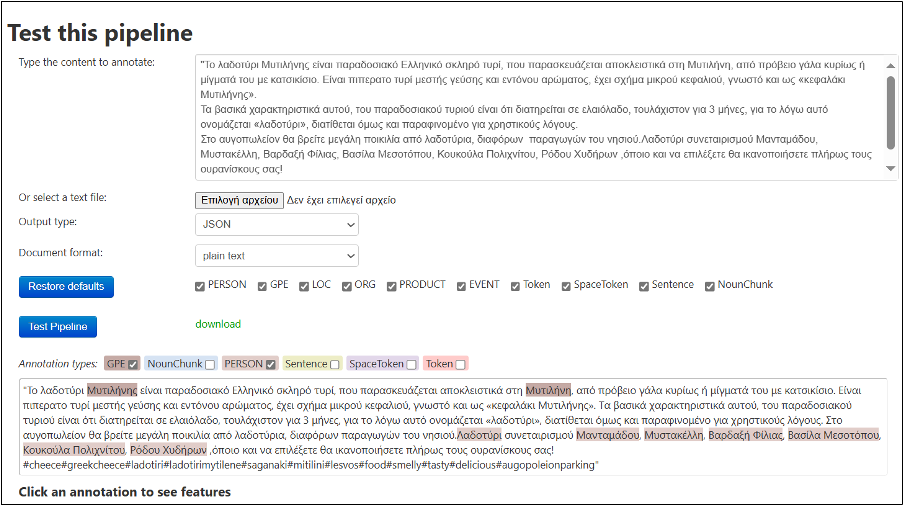 Test this pipeline
Type the content to annotate:
"Το λαδοτύρι Μυτιλήνης είναι παραδοσιακό Ελληνικό σκληρό τυρί, που παρασκευάζεται αποκλειστικά στη Μυτιλήνη, από πρόβειο γάλα κυρίως ή
μίγματά του με κατσικίσιο. Είναι πιπερατο τυρί μεστής γεύσης και εντόνου αρώματος, έχει σχήμα μικρού κεφαλιού, γνωστό και ως «κεφαλάκι
Μυτιλήνης».
Τα βασικά χαρακτηριστικά αυτού, του παραδοσιακού τυριού είναι ότι διατηρείται σε ελαιόλαδο, τουλάχιστον για 3 μήνες, για το λόγω αυτό
ονομάζεται «λαδοτύρι», διατίθεται όμως και παραφινομένο για χρηστικούς λόγους.
Στο αυγοπωλείον θα βρείτε μεγάλη ποικιλία από λαδοτύρια, διαφόρων παραγωγών του νησιού.Λαδοτύρι συνεταιρισμού Μανταμάδου,
Μυστακέλλη, Βαρδαξή Φίλιας, Βασίλα Μεσοτόπου, Κουκούλα Πολιχνίτου, Ρόδου Χυδήρων ,όποιο και να επιλέξετε θα ικανοποιήσετε πλήρως τους
ουρανίσκους σας!
Or select a text file:
Επιλογή αρχείου Δεν έχει επιλεγεί αρχείο
Output type:
JSON
Document format:
plain text
Restore defaults
PERSON GPE LOC ORG PRODUCT EVENT Token SpaceToken Sentence NounChunk
Test Pipeline
download
Annotation types: GPE NounChunk PERSON Sentence SpaceToken Token
"Το λαδοτύρι Μυτιλήνης είναι παραδοσιακό Ελληνικό σκληρό τυρί, που παρασκευάζεται αποκλειστικά στη Μυτιλήνη, από πρόβειο γάλα κυρίως ή μίγματά του με κατσικίσιο. Είναι
πιπερατο τυρί μεστής γεύσης και εντόνου αρώματος, έχει σχήμα μικρού κεφαλιού, γνωστό και ως «κεφαλάκι Μυτιλήνης». Τα βασικά χαρακτηριστικά αυτού, του παραδοσιακού
τυριού είναι ότι διατηρείται σε ελαιόλαδο, τουλάχιστον για 3 μήνες, για το λόγω αυτό ονομάζεται «λαδοτύρι», διατίθεται όμως και παραφινομένο για χρηστικούς λόγους. Στο
αυγοπωλείον θα βρείτε μεγάλη ποικιλία από λαδοτύρια, διαφόρων παραγωγών του νησιού.Λαδοτύρι συνεταιρισμού Μανταμάδου, Μυστακέλλη, Βαρδαξή Φίλιας, Βασίλα Μεσοτόπου,
Κουκούλα Πολιχνίτου, Ρόδου Χυδήρων ,όποιο και να επιλέξετε θα ικανοποιήσετε πλήρως τους ουρανίσκους σας!
#cheece#greekcheece#ladotiri#ladotirimytilene#saganaki#mitilini#lesvos#food#smelly#tasty#delicious#augopoleionparking"
Click an annotation to see features